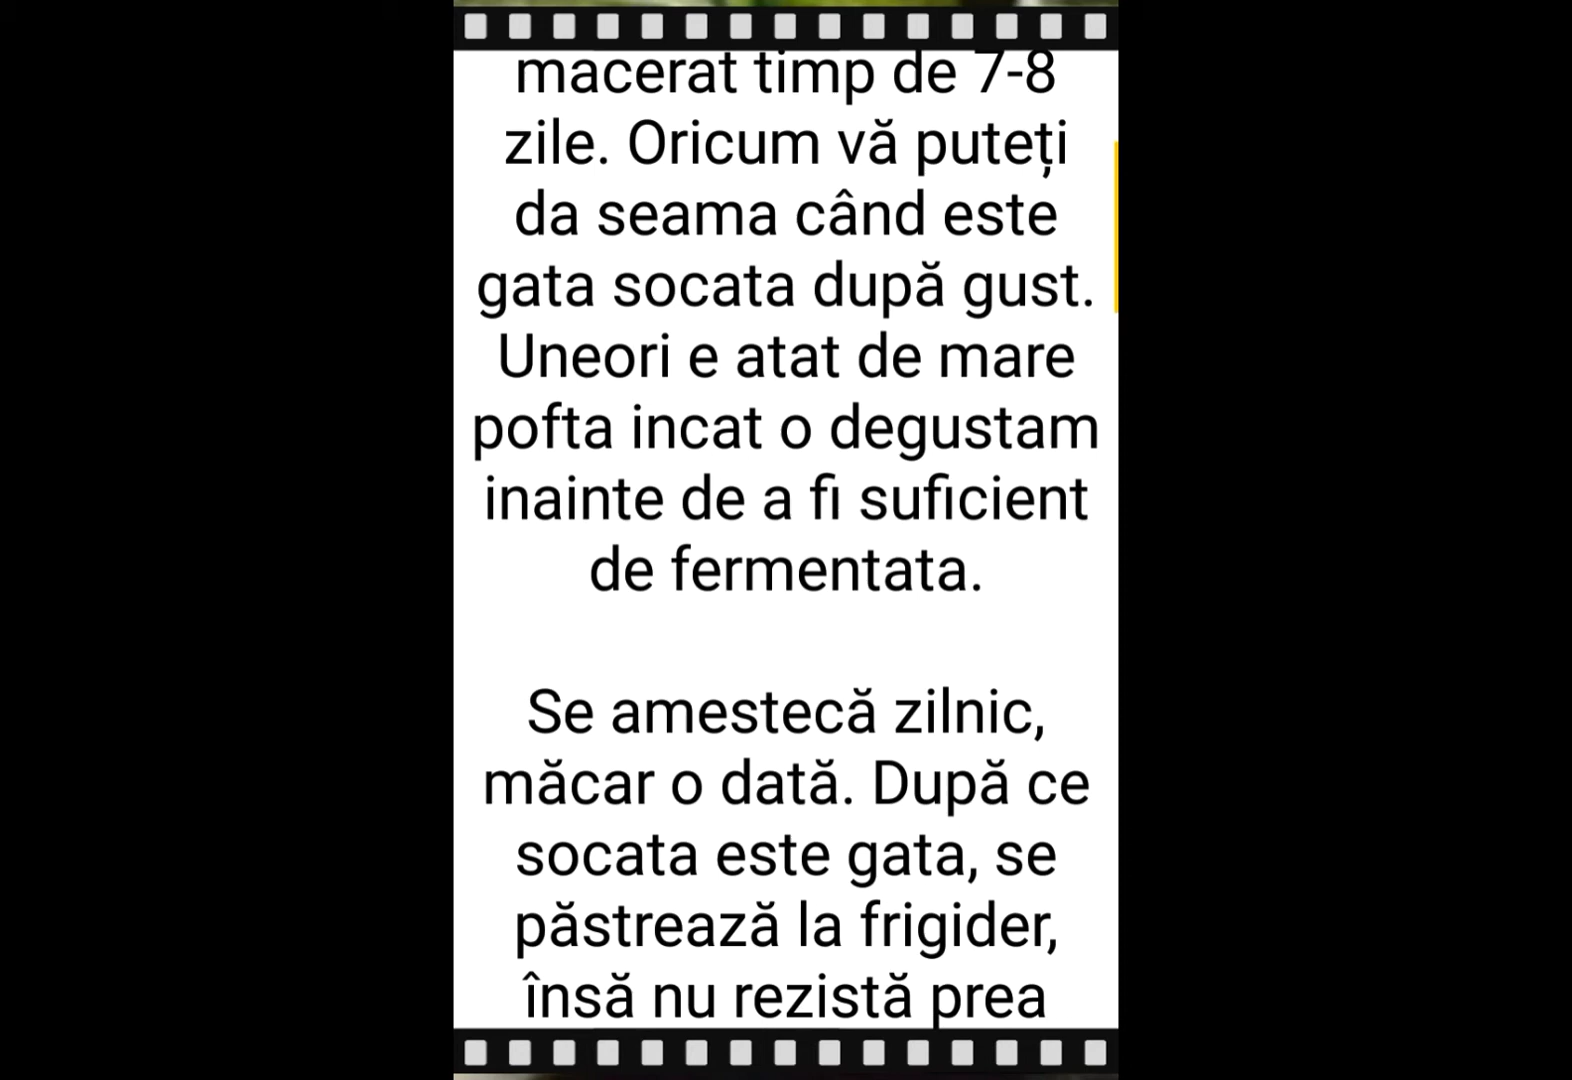 macerat timp de 7-8
zile. Oricum vă puteți
da seama când este
gata socata după gust.
Uneori e atat de mare
pofta incat o degustam
inainte de a fi suficient
de fermentata.
Se amestecă zilnic,
măcar o dată. După ce
socata este gata, se
păstrează la frigider,
însă nu rezistă prea